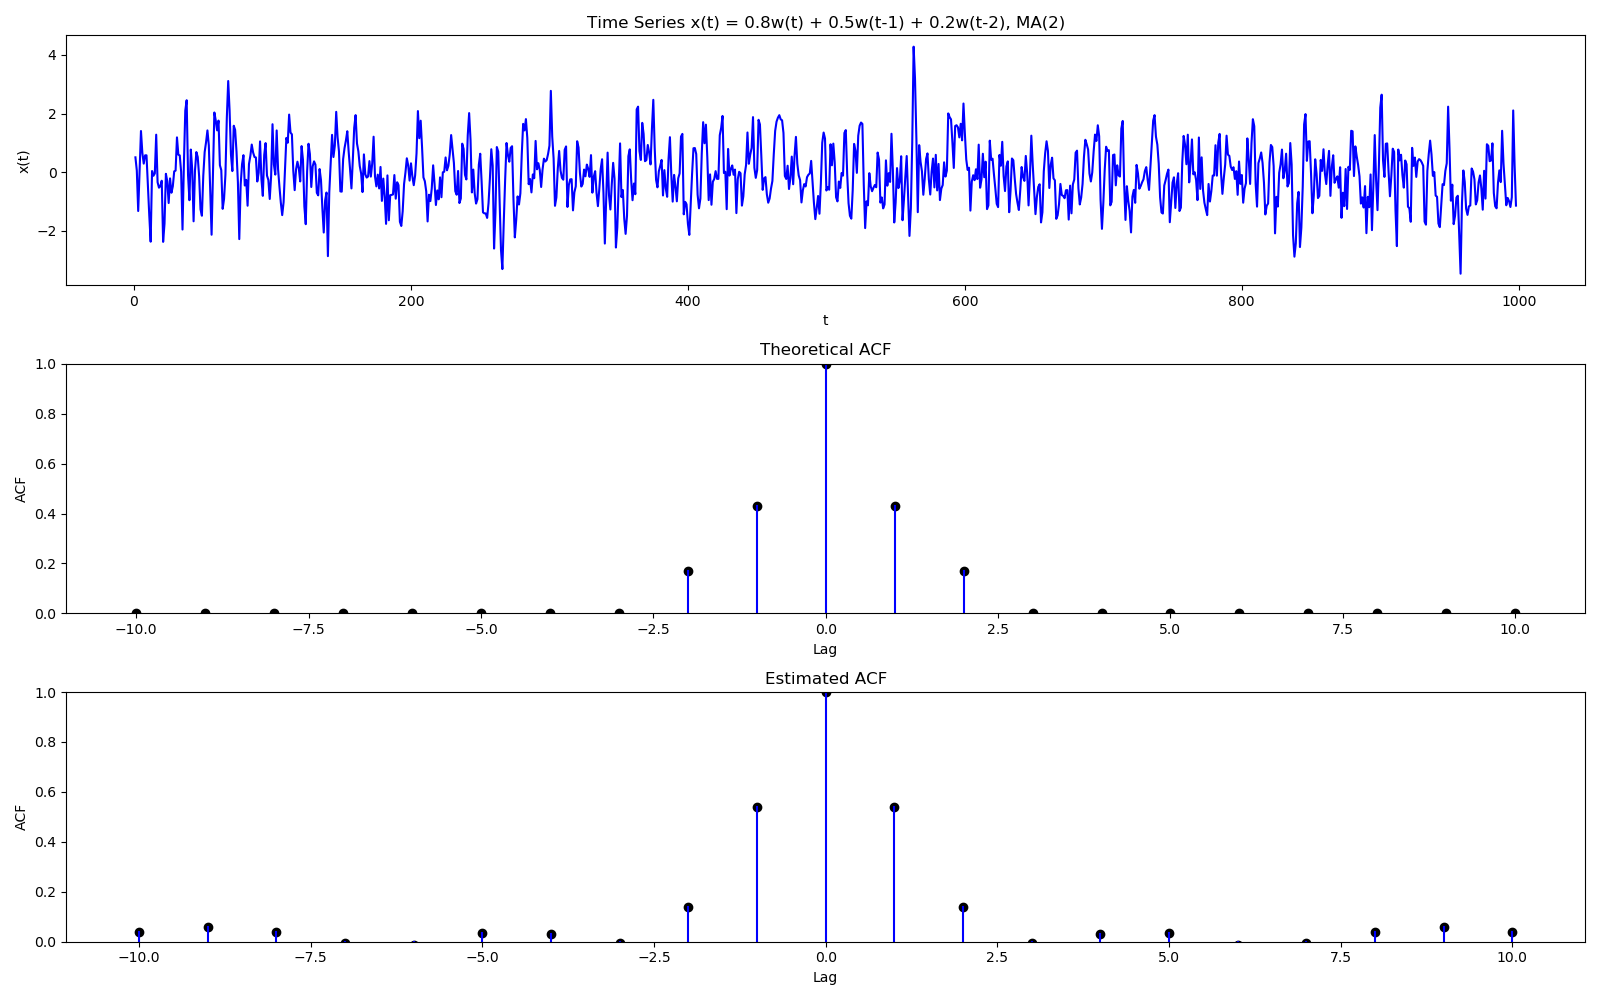 Time Series x(t) = 0.8w(t) + 0.5w(t-1) + 0.2w(t-2), MA(2)
4
2
0
−2
x(t)
0 200 400 600 800 1000
t
Theoretical ACF
1.0
0.8
0.6
0.4
0.2
0.0
ACF
−10.0 −7.5 −5.0 −2.5 0.0 2.5 5.0 7.5 10.0
Lag
Estimated ACF
1.0
0.8
0.6
0.4
0.2
0.0
ACF
−10.0 −7.5 −5.0 −2.5 0.0 2.5 5.0 7.5 10.0
Lag